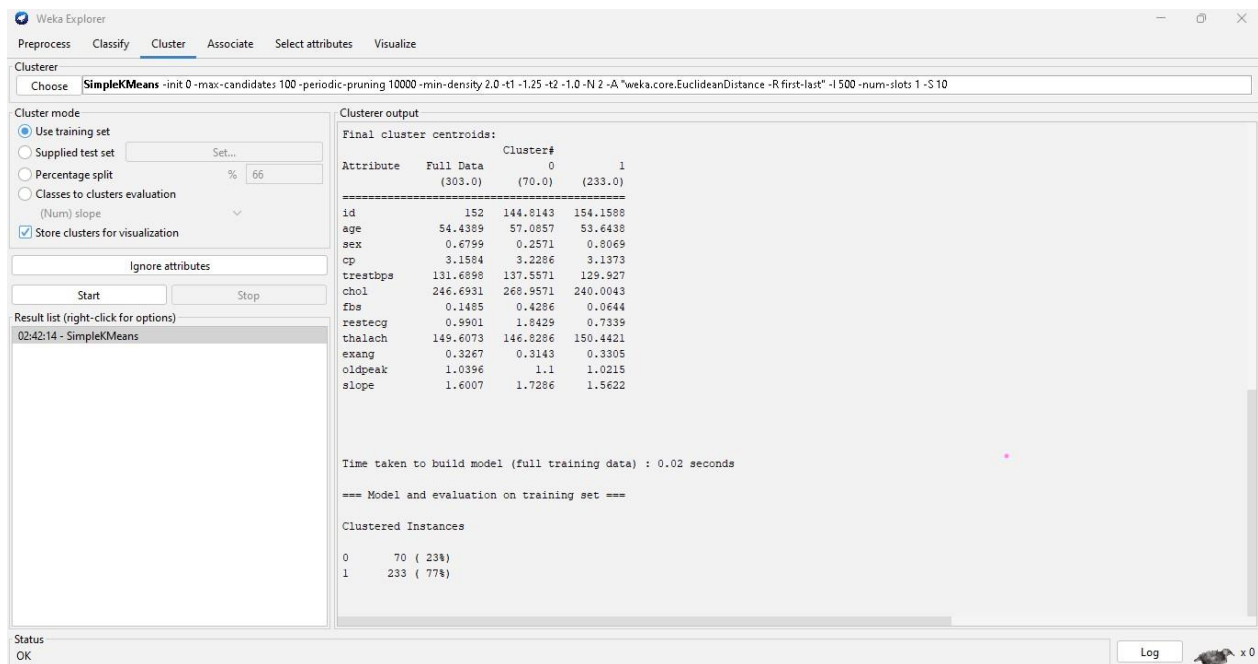 Weka Explorer
Preprocess Classify Cluster Associate Select attributes Visualize
Clusterer
Choose SimpleKMeans -init 0 -max-candidates 100 -periodic-pruning 10000 -min-density 2.0 -t1 -1.25 -t2 -1.0 -N 2 -A "weka.core.EuclideanDistance -R first-last" -I 500 -num-slots 1 -S 10
Cluster mode
Use training set
Supplied test set Set...
Percentage split % 66
Classes to clusters evaluation
(Num) slope
Store clusters for visualization
Ignore attributes
Start Stop
Result list (right-click for options)
02:42:14 - SimpleKMeans
Clusterer output
Final cluster centroids:
Cluster#
Attribute Full Data 0 1
(303.0) (70.0) (233.0)
============================================
id 152 144.8143 154.1588
age 54.4389 57.0857 53.6438
sex 0.6799 0.2571 0.8069
cp 3.1584 3.2286 3.1373
trestbps 131.6898 137.5571 129.927
chol 246.6931 268.9571 240.0043
fbs 0.1485 0.4286 0.0644
restecg 0.9901 1.8429 0.7339
thalach 149.6073 146.8286 150.4421
exang 0.3267 0.3143 0.3305
oldpeak 1.0396 1.1 1.0215
slope 1.6007 1.7286 1.5622
Time taken to build model (full training data) : 0.02 seconds
=== Model and evaluation on training set ===
Clustered Instances
0 70 ( 23%)
1 233 ( 77%)
Status
OK
Log x 0